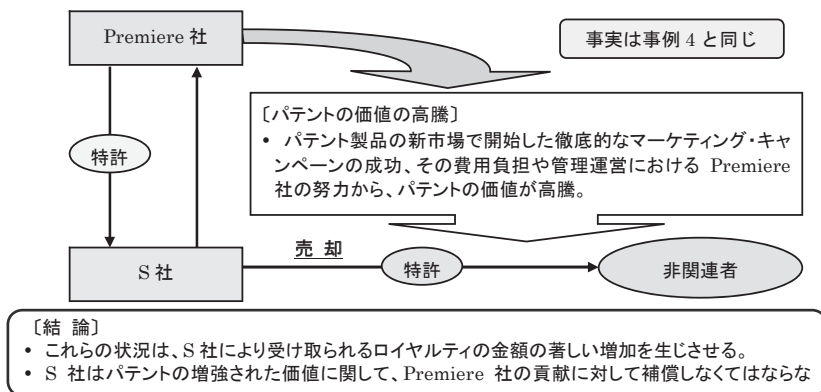 Premiere 社
事実は事例 4 と同じ
〔パテントの価値の高騰〕
• パテント製品の新市場で開始した徹底的なマーケティング・キャ
ンペーンの成功、その費用負担や管理運営における Premiere
社の努力から、パテントの価値が高騰。
特許
売 却
S 社
特許
非関連者
〔結 論〕
• これらの状況は、S 社により受け取られるロイヤルティの金額の著しい増加を生じさせる。
• S 社はパテントの増強された価値に関して、Premiere 社の貢献に対して補償しなくてはならな